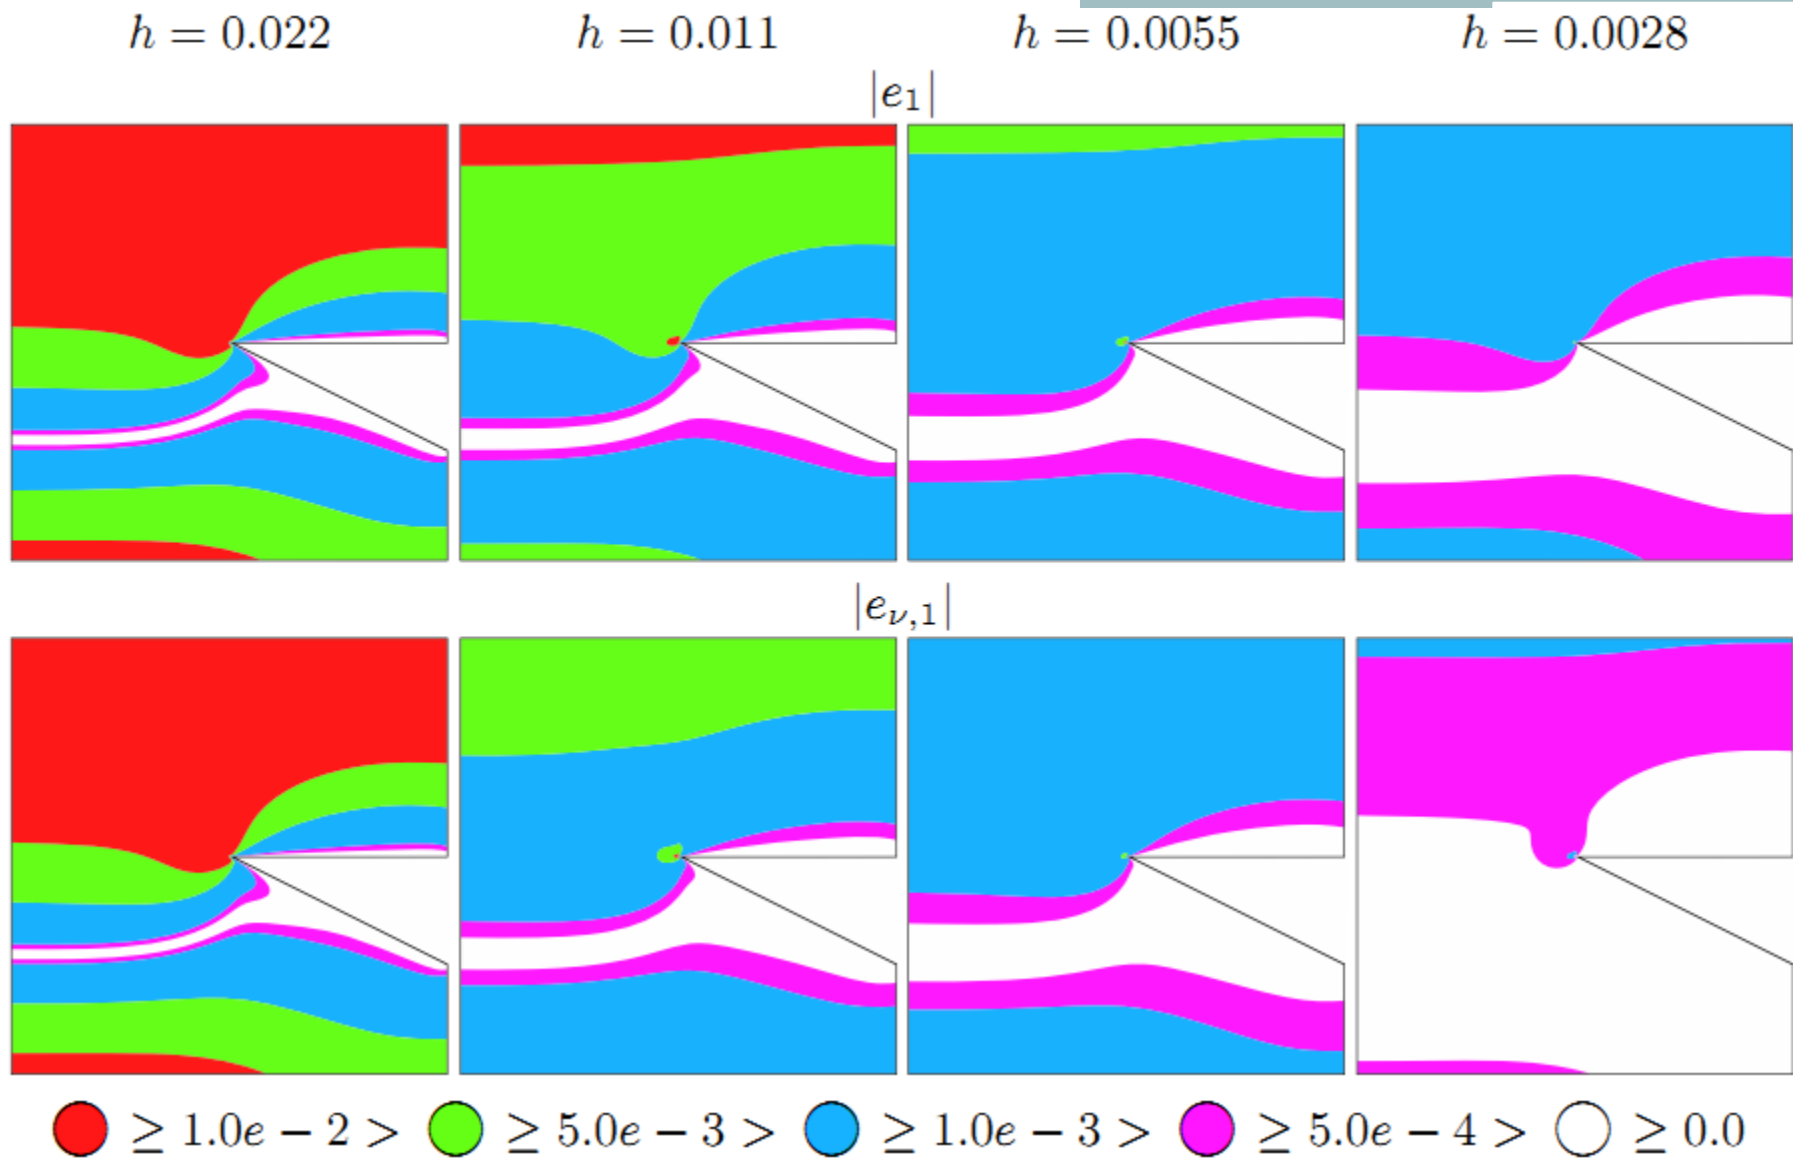 h = 0.022 h = 0.011 h = 0.0055 h = 0.0028
|e₁|
|e_{ν,1}|
≥ 1.0e − 2 > ≥ 5.0e − 3 > ≥ 1.0e − 3 > ≥ 5.0e − 4 > ≥ 0.0